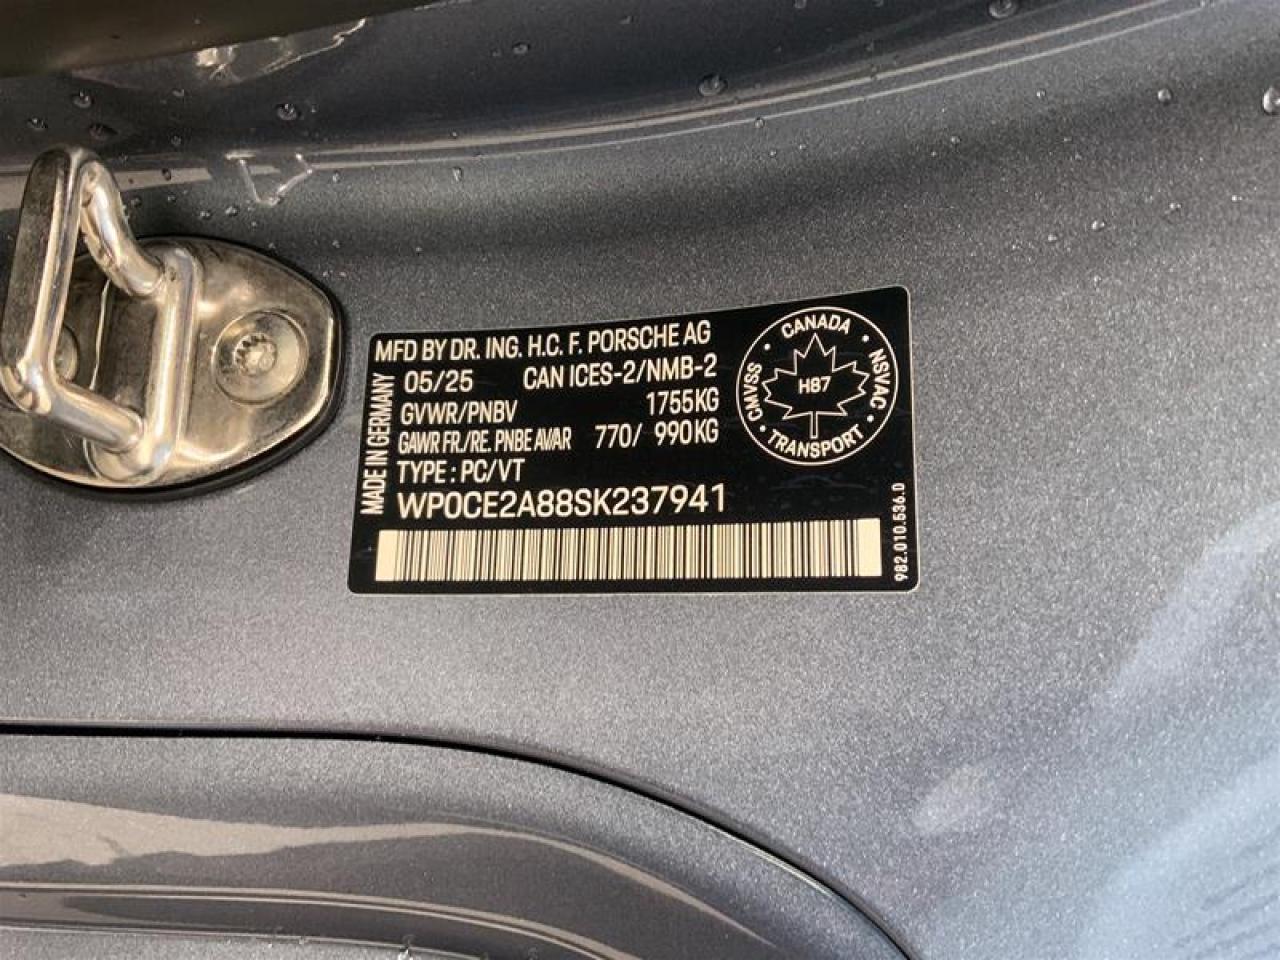 MFD BY DR. ING. H.C. F. PORSCHE AG
05/25 CAN ICES-2/NMB-2
GVWR/PNBV 1755KG
GAWR FR./RE. PNBE AV/AR 770/ 990KG
TYPE : PC/VT
WP0CE2A88SK237941
MADE IN GERMANY
CANADA
CMVSS
NSVAC
H87
TRANSPORT
982.010.536.D